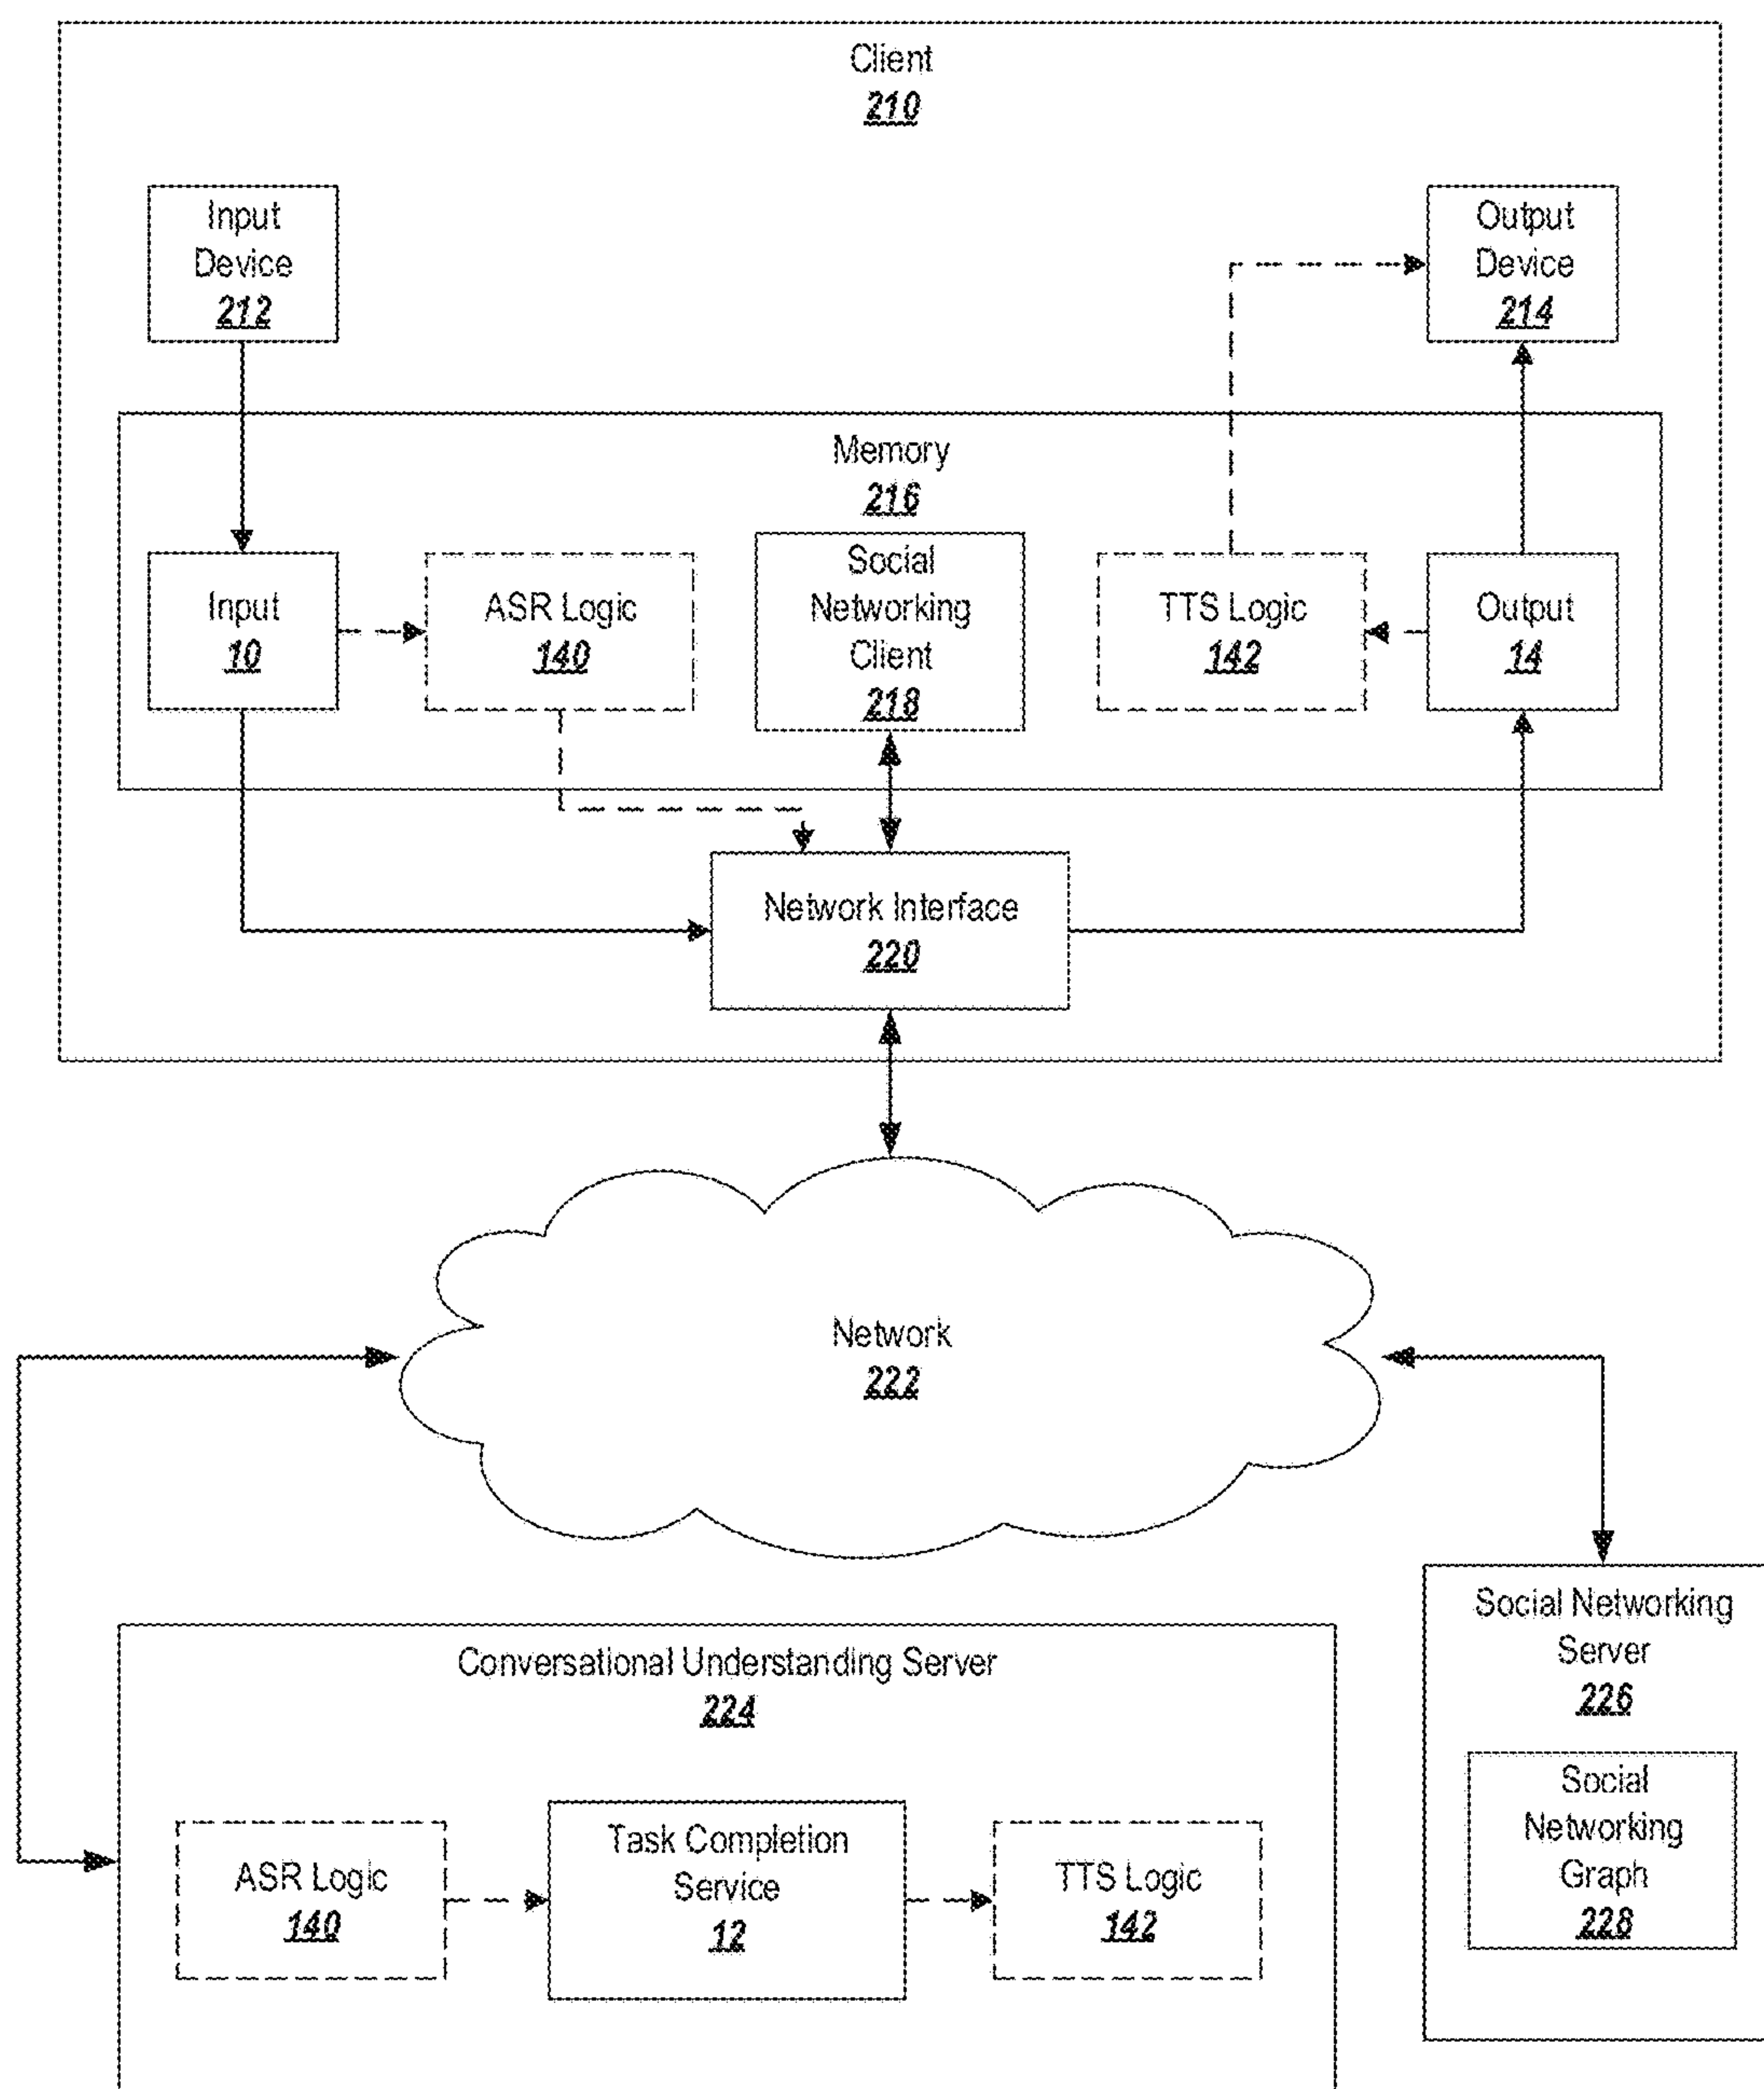 Client
210
Input
Device
212
Output
Device
214
Memory
216
Input
10
ASR Logic
140
Social
Networking
Client
218
TTS Logic
142
Output
14
Network Interface
220
Network
222
Conversational Understanding Server
224
ASR Logic
140
Task Completion
Service
12
TTS Logic
142
Social Networking
Server
226
Social
Networking
Graph
228